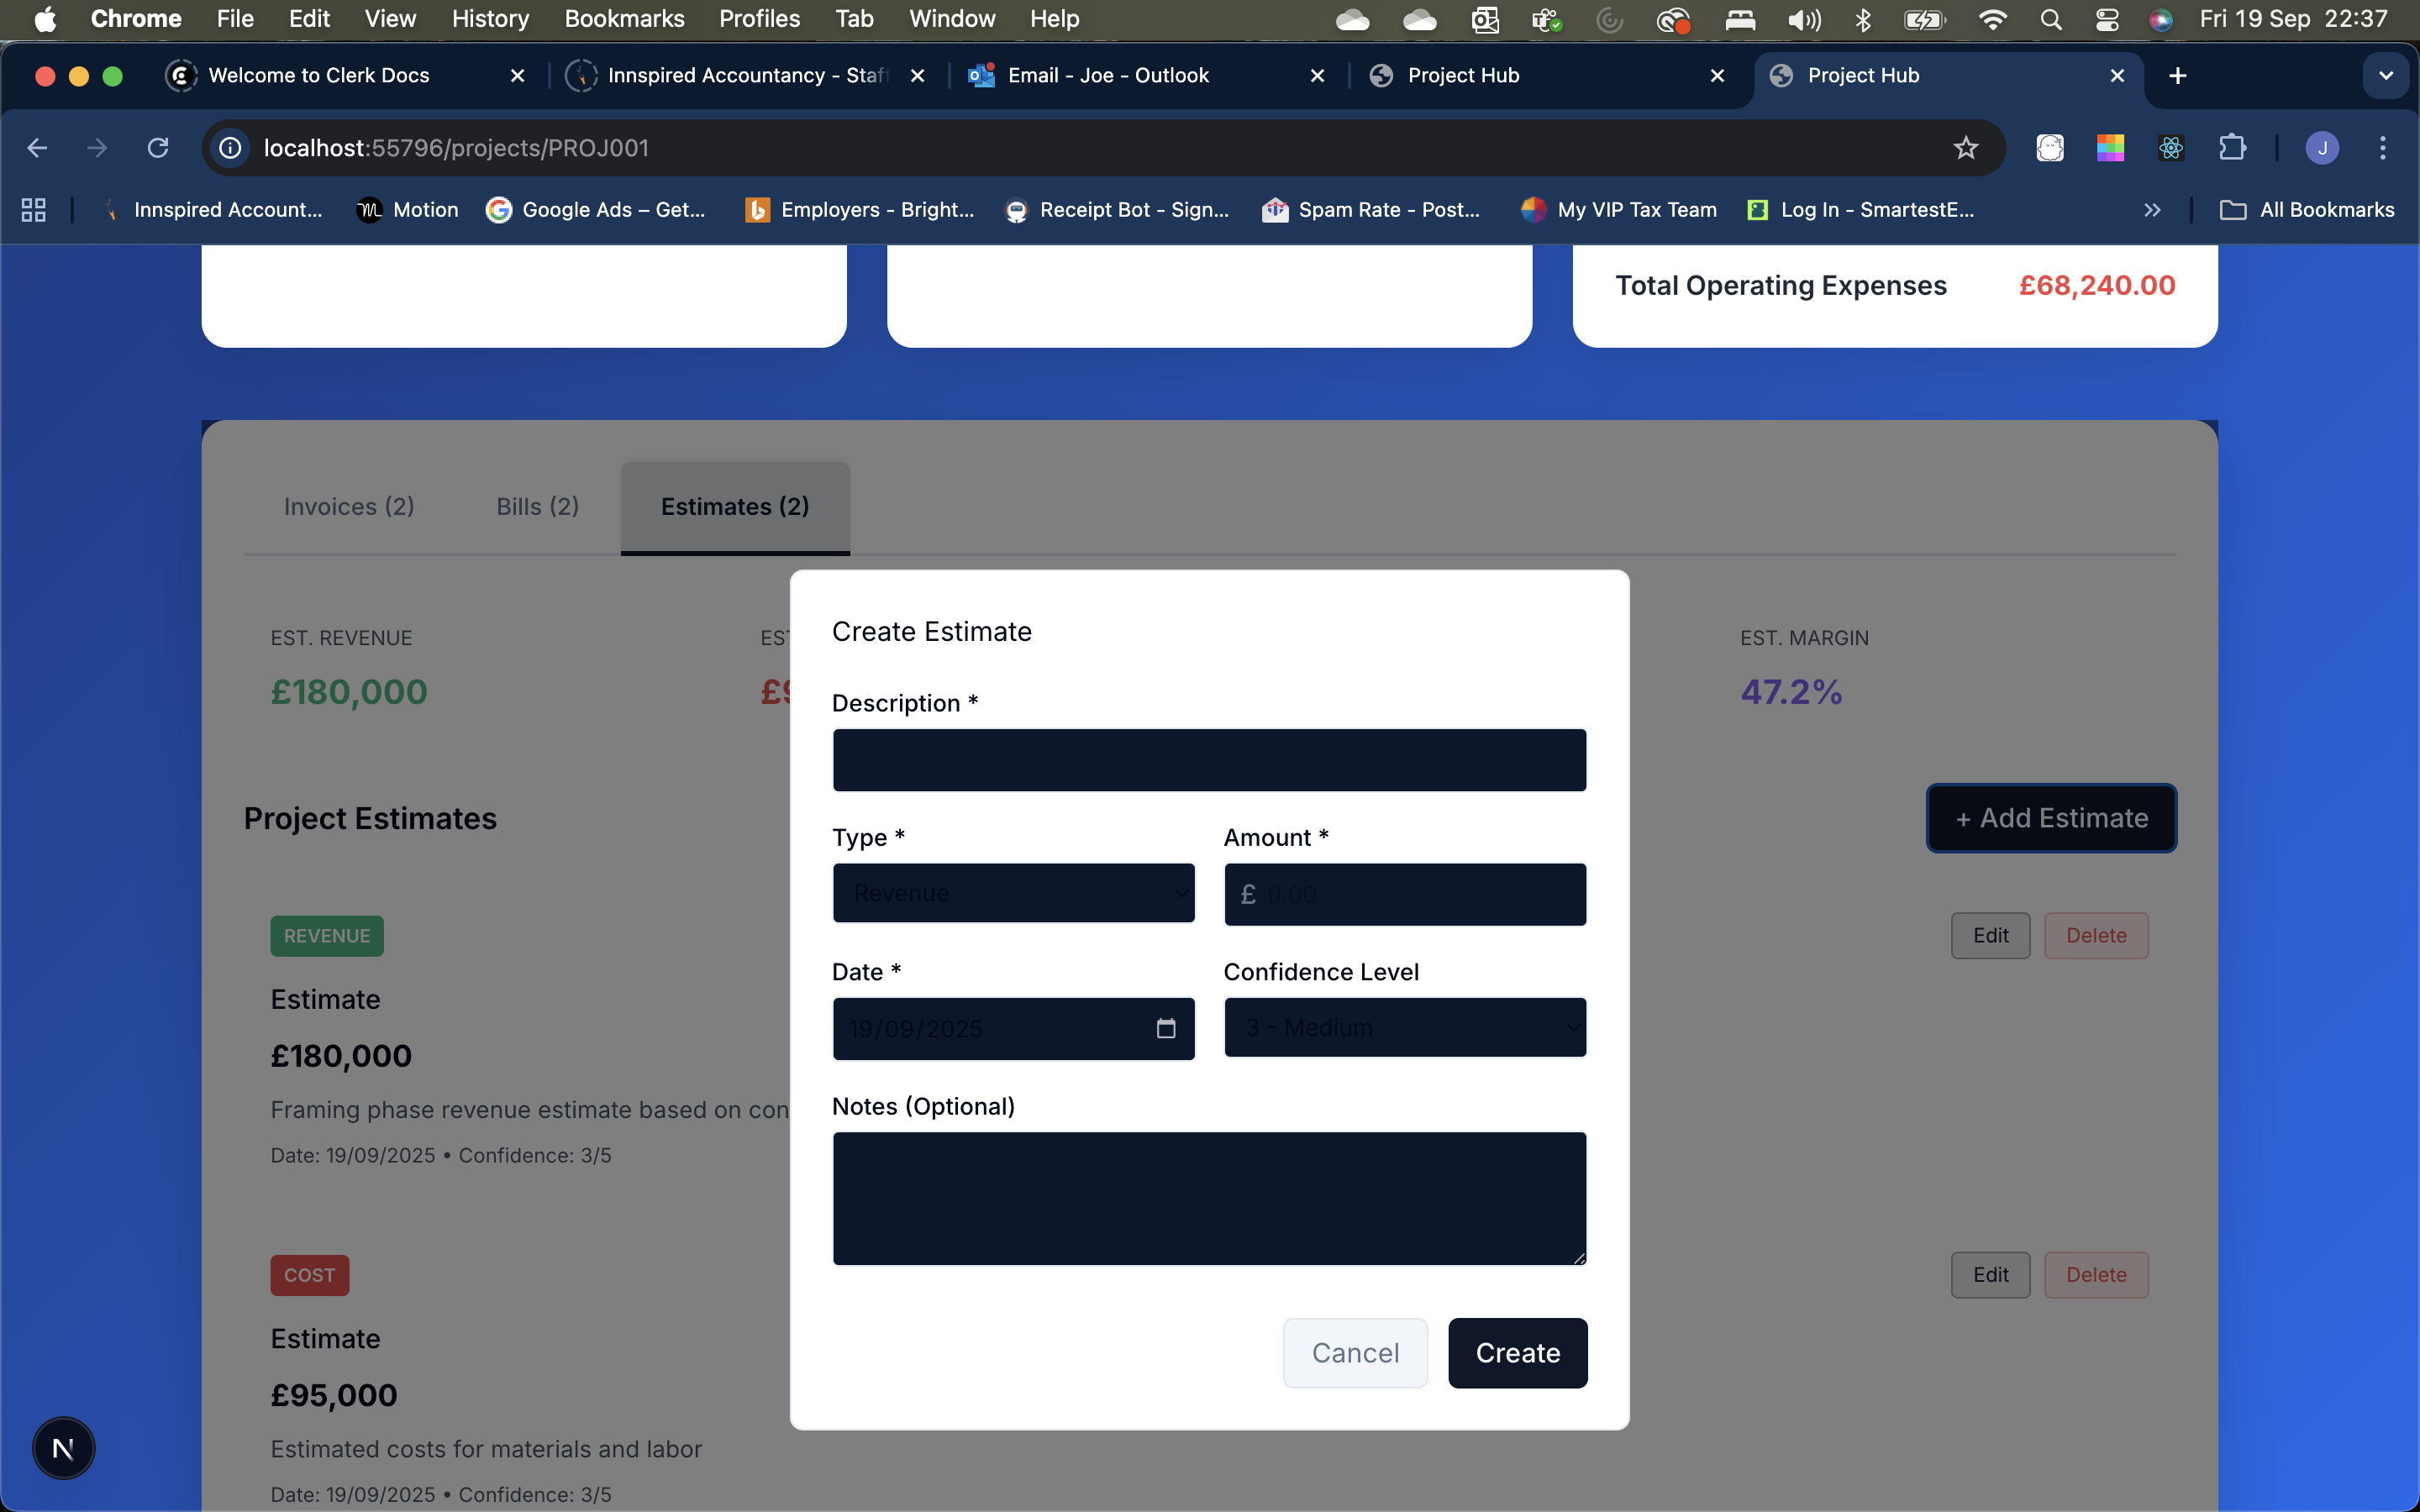 Chrome File Edit View History Bookmarks Profiles Tab Window Help Fri 19 Sep 22:37
Welcome to Clerk Docs Innspired Accountancy - Staf Email - Joe - Outlook Project Hub Project Hub
localhost:55796/projects/PROJ001 J
Innspired Account... Motion Google Ads – Get... Employers - Bright... Receipt Bot - Sign... Spam Rate - Post... My VIP Tax Team Log In - SmartestE... All Bookmarks
Total Operating Expenses £68,240.00
Invoices (2) Bills (2) Estimates (2)
EST. REVENUE ES EST. MARGIN
£180,000 £9 47.2%
Project Estimates
+ Add Estimate
REVENUE Edit Delete
Estimate
£180,000
Framing phase revenue estimate based on con
Date: 19/09/2025 • Confidence: 3/5
COST Edit Delete
Estimate
£95,000
Estimated costs for materials and labor
Date: 19/09/2025 • Confidence: 3/5
N
Create Estimate
Description *
Type * Amount *
Revenue £ 0.00
Date * Confidence Level
19/09/2025 3 - Medium
Notes (Optional)
Cancel Create